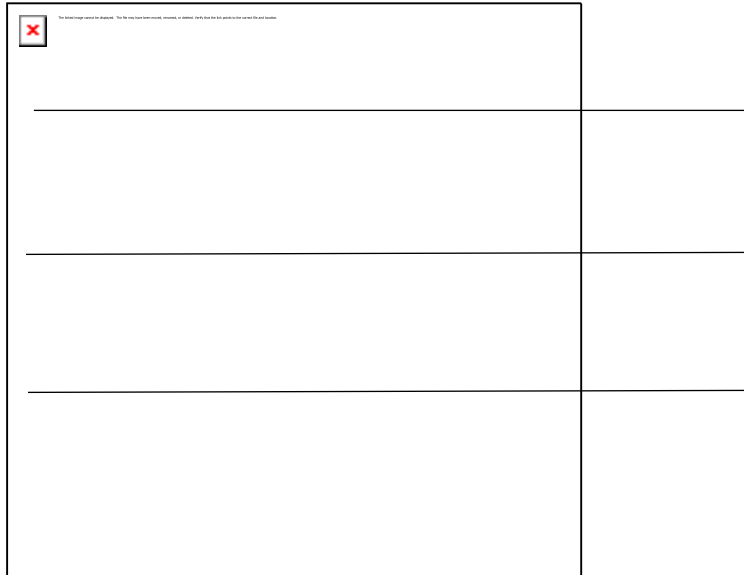 The linked image cannot be displayed. The file may have been moved, renamed, or deleted. Verify that the link points to the correct file and location.